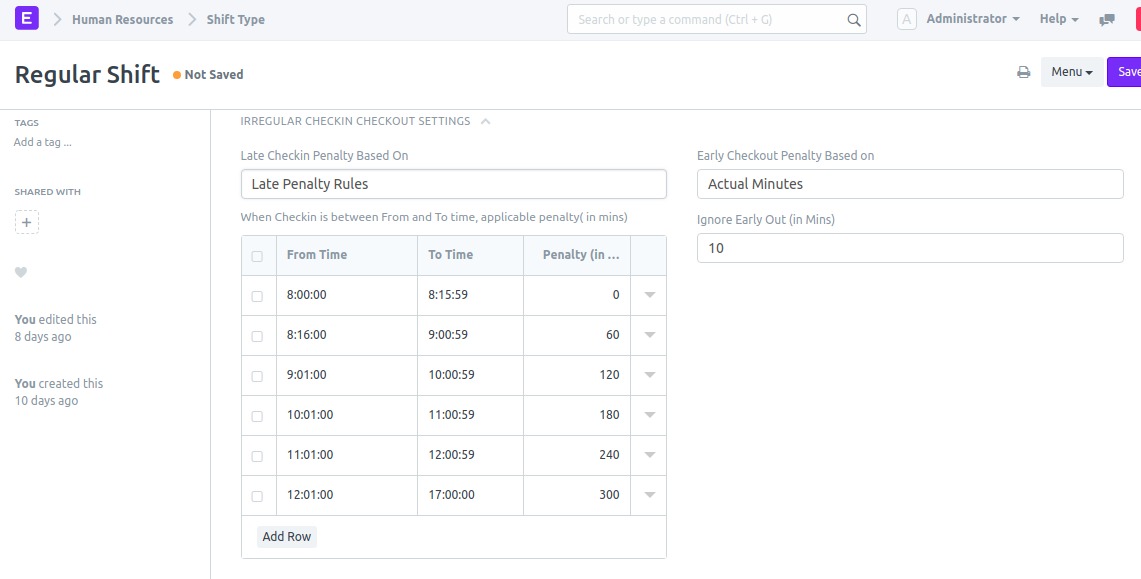 E Human Resources Shift Type Search or type a command (Ctrl + G) A Administrator Help
Regular Shift Not Saved Menu Save
TAGS
Add a tag ...
SHARED WITH
+
You edited this
8 days ago
You created this
10 days ago
IRREGULAR CHECKIN CHECKOUT SETTINGS
Late Checkin Penalty Based On
Late Penalty Rules
When Checkin is between From and To time, applicable penalty( in mins)
From Time To Time Penalty (in ...
8:00:00 8:15:59 0
8:16:00 9:00:59 60
9:01:00 10:00:59 120
10:01:00 11:00:59 180
11:01:00 12:00:59 240
12:01:00 17:00:00 300
Add Row
Early Checkout Penalty Based on
Actual Minutes
Ignore Early Out (in Mins)
10